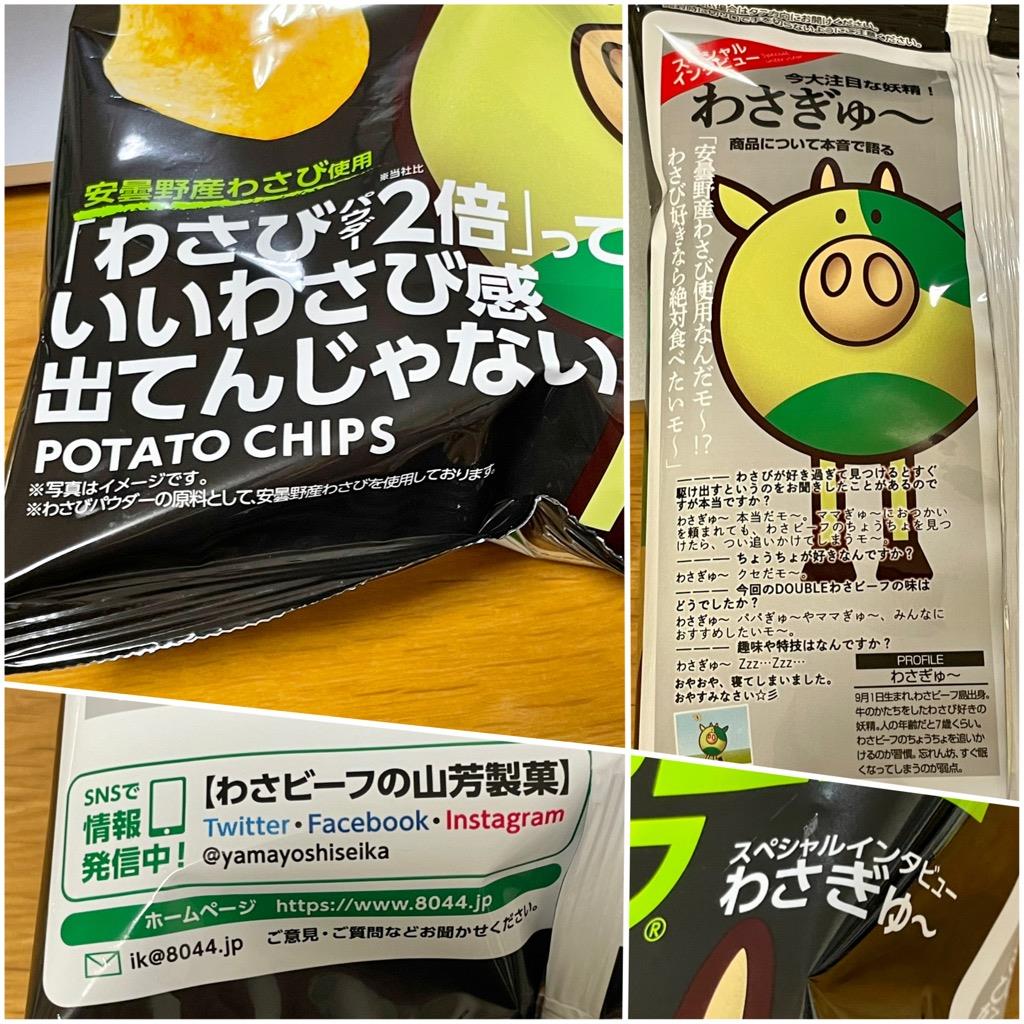 安曇野産わさび使用
※当社比
「わさびパウダー2倍」って
いいわさび感
出てんじゃない
POTATO CHIPS
※写真はイメージです。
※わさびパウダーの原料として、安曇野産わさびを使用しております。
スペシャル
インタビュー
今大注目な妖精!
わさぎゅ〜
商品について本音で語る
「安曇野産わさび使用なんだモ〜!?
わさび好きなら絶対食べたいモ〜」
――― わさびが好き過ぎて見つけるとすぐ
駆け出すというのをお聞きしたことがあるので
すが本当ですか?
わさぎゅ〜 本当だモ〜。ママぎゅ〜におつかい
を頼まれても、わさビーフのちょうちょを見つ
けたら、つい追いかけてしまうモ〜。
――― ちょうちょが好きなんですか?
わさぎゅ〜 クセだモ〜。
――― 今回のDOUBLEわさビーフの味は
どうでしたか?
わさぎゅ〜 パパぎゅ〜やママぎゅ〜、みんなに
おすすめしたいモ〜。
――― 趣味や特技はなんですか?
わさぎゅ〜 Zzz…Zzz…
おやおや、寝てしまいました。
おやすみなさい☆彡
PROFILE
わさぎゅ〜
9月1日生まれ、わさビーフ島出身。
牛のかたちをしたわさび好きの
妖精。人の年齢だと7歳くらい。
わさビーフのちょうちょを追いか
けるのが習慣。忘れん坊、すぐ眠
くなってしまうのが弱点。
SNSで
情報
発信中!
【わさビーフの山芳製菓】
Twitter・Facebook・Instagram
@yamayoshiseika
ホームページ https://www.8044.jp
ik@8044.jp ご意見・ご質問などお聞かせください。
スペシャルインタビュー
わさぎゅ〜
®